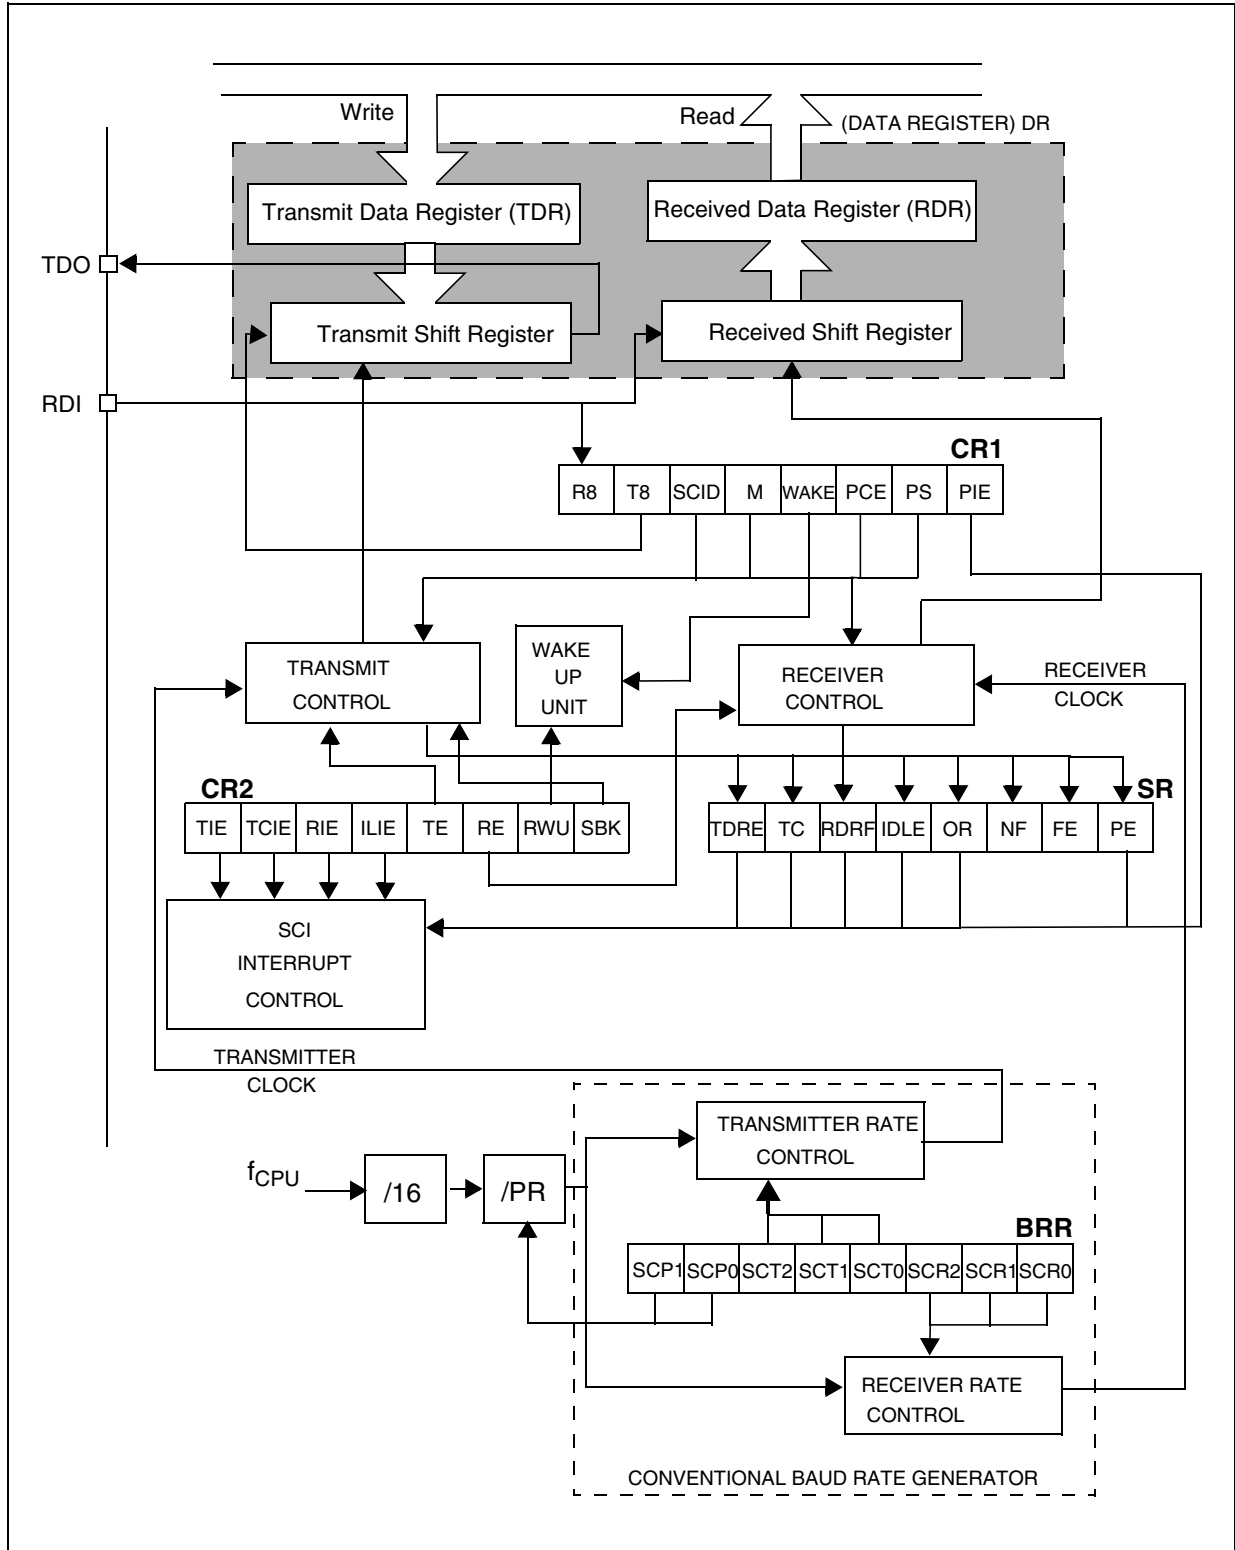 Write
Read
(DATA REGISTER) DR
Transmit Data Register (TDR)
Received Data Register (RDR)
TDO
Transmit Shift Register
Received Shift Register
RDI
CR1
R8 T8 SCID M WAKE PCE PS PIE
TRANSMIT
CONTROL
WAKE
UP
UNIT
RECEIVER
CONTROL
RECEIVER
CLOCK
CR2
SR
TIE TCIE RIE ILIE TE RE RWU SBK
TDRE TC RDRF IDLE OR NF FE PE
SCI
INTERRUPT
CONTROL
TRANSMITTER
CLOCK
TRANSMITTER RATE
CONTROL
fCPU
/16
/PR
BRR
SCP1 SCP0 SCT2 SCT1 SCT0 SCR2 SCR1 SCR0
RECEIVER RATE
CONTROL
CONVENTIONAL BAUD RATE GENERATOR